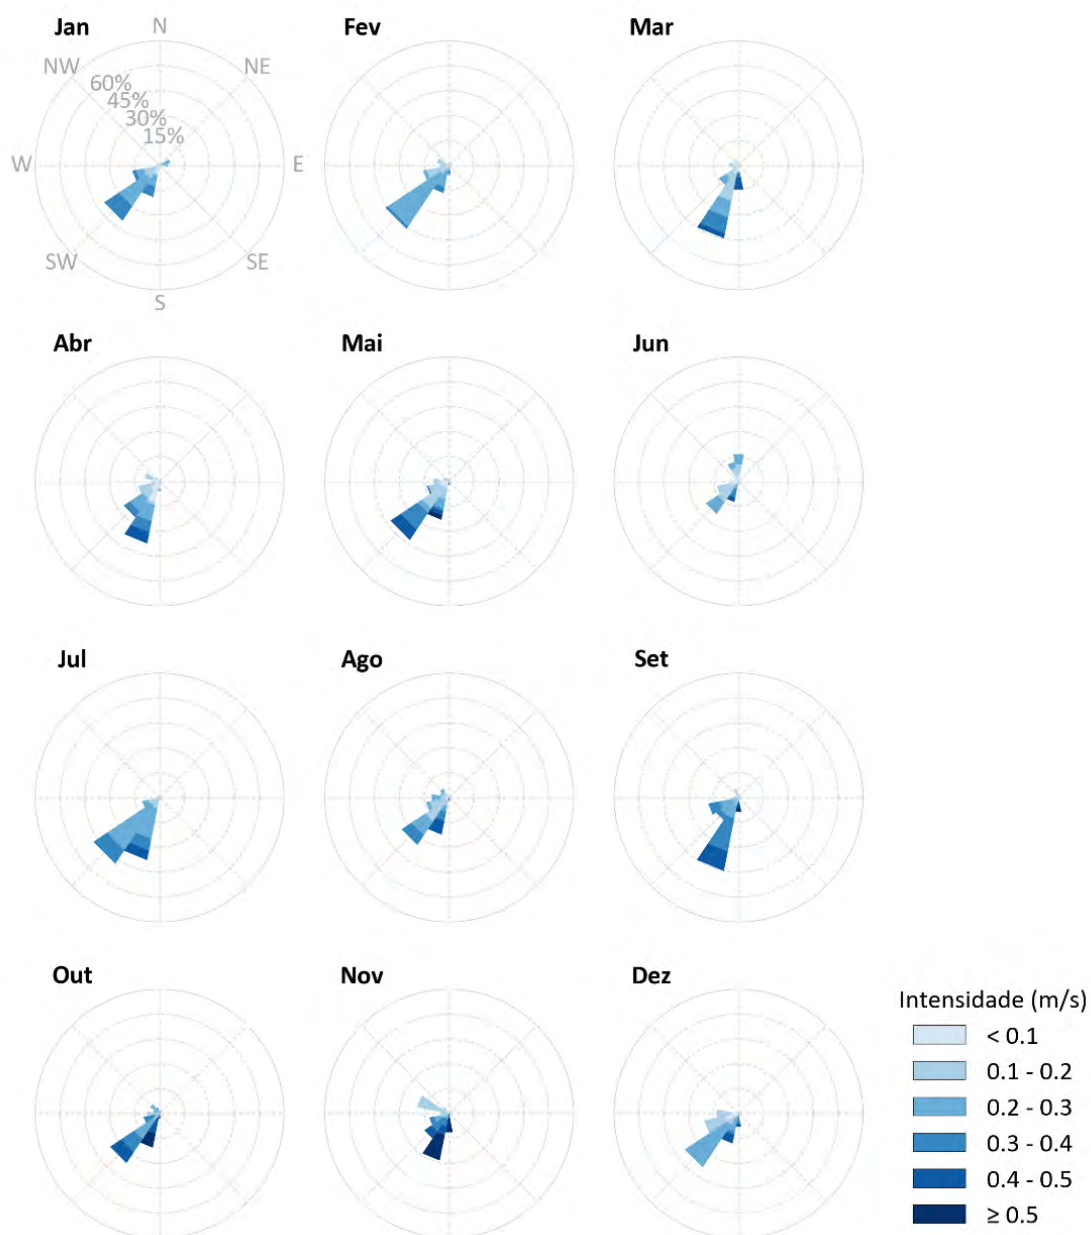 Jan
N
Fev
Mar
NW
NE
60%
45%
30%
15%
W
E
SW
SE
S
Abr
Mai
Jun
Jul
Ago
Set
Out
Nov
Dez
Intensidade (m/s)
< 0.1
0.1 - 0.2
0.2 - 0.3
0.3 - 0.4
0.4 - 0.5
≥ 0.5